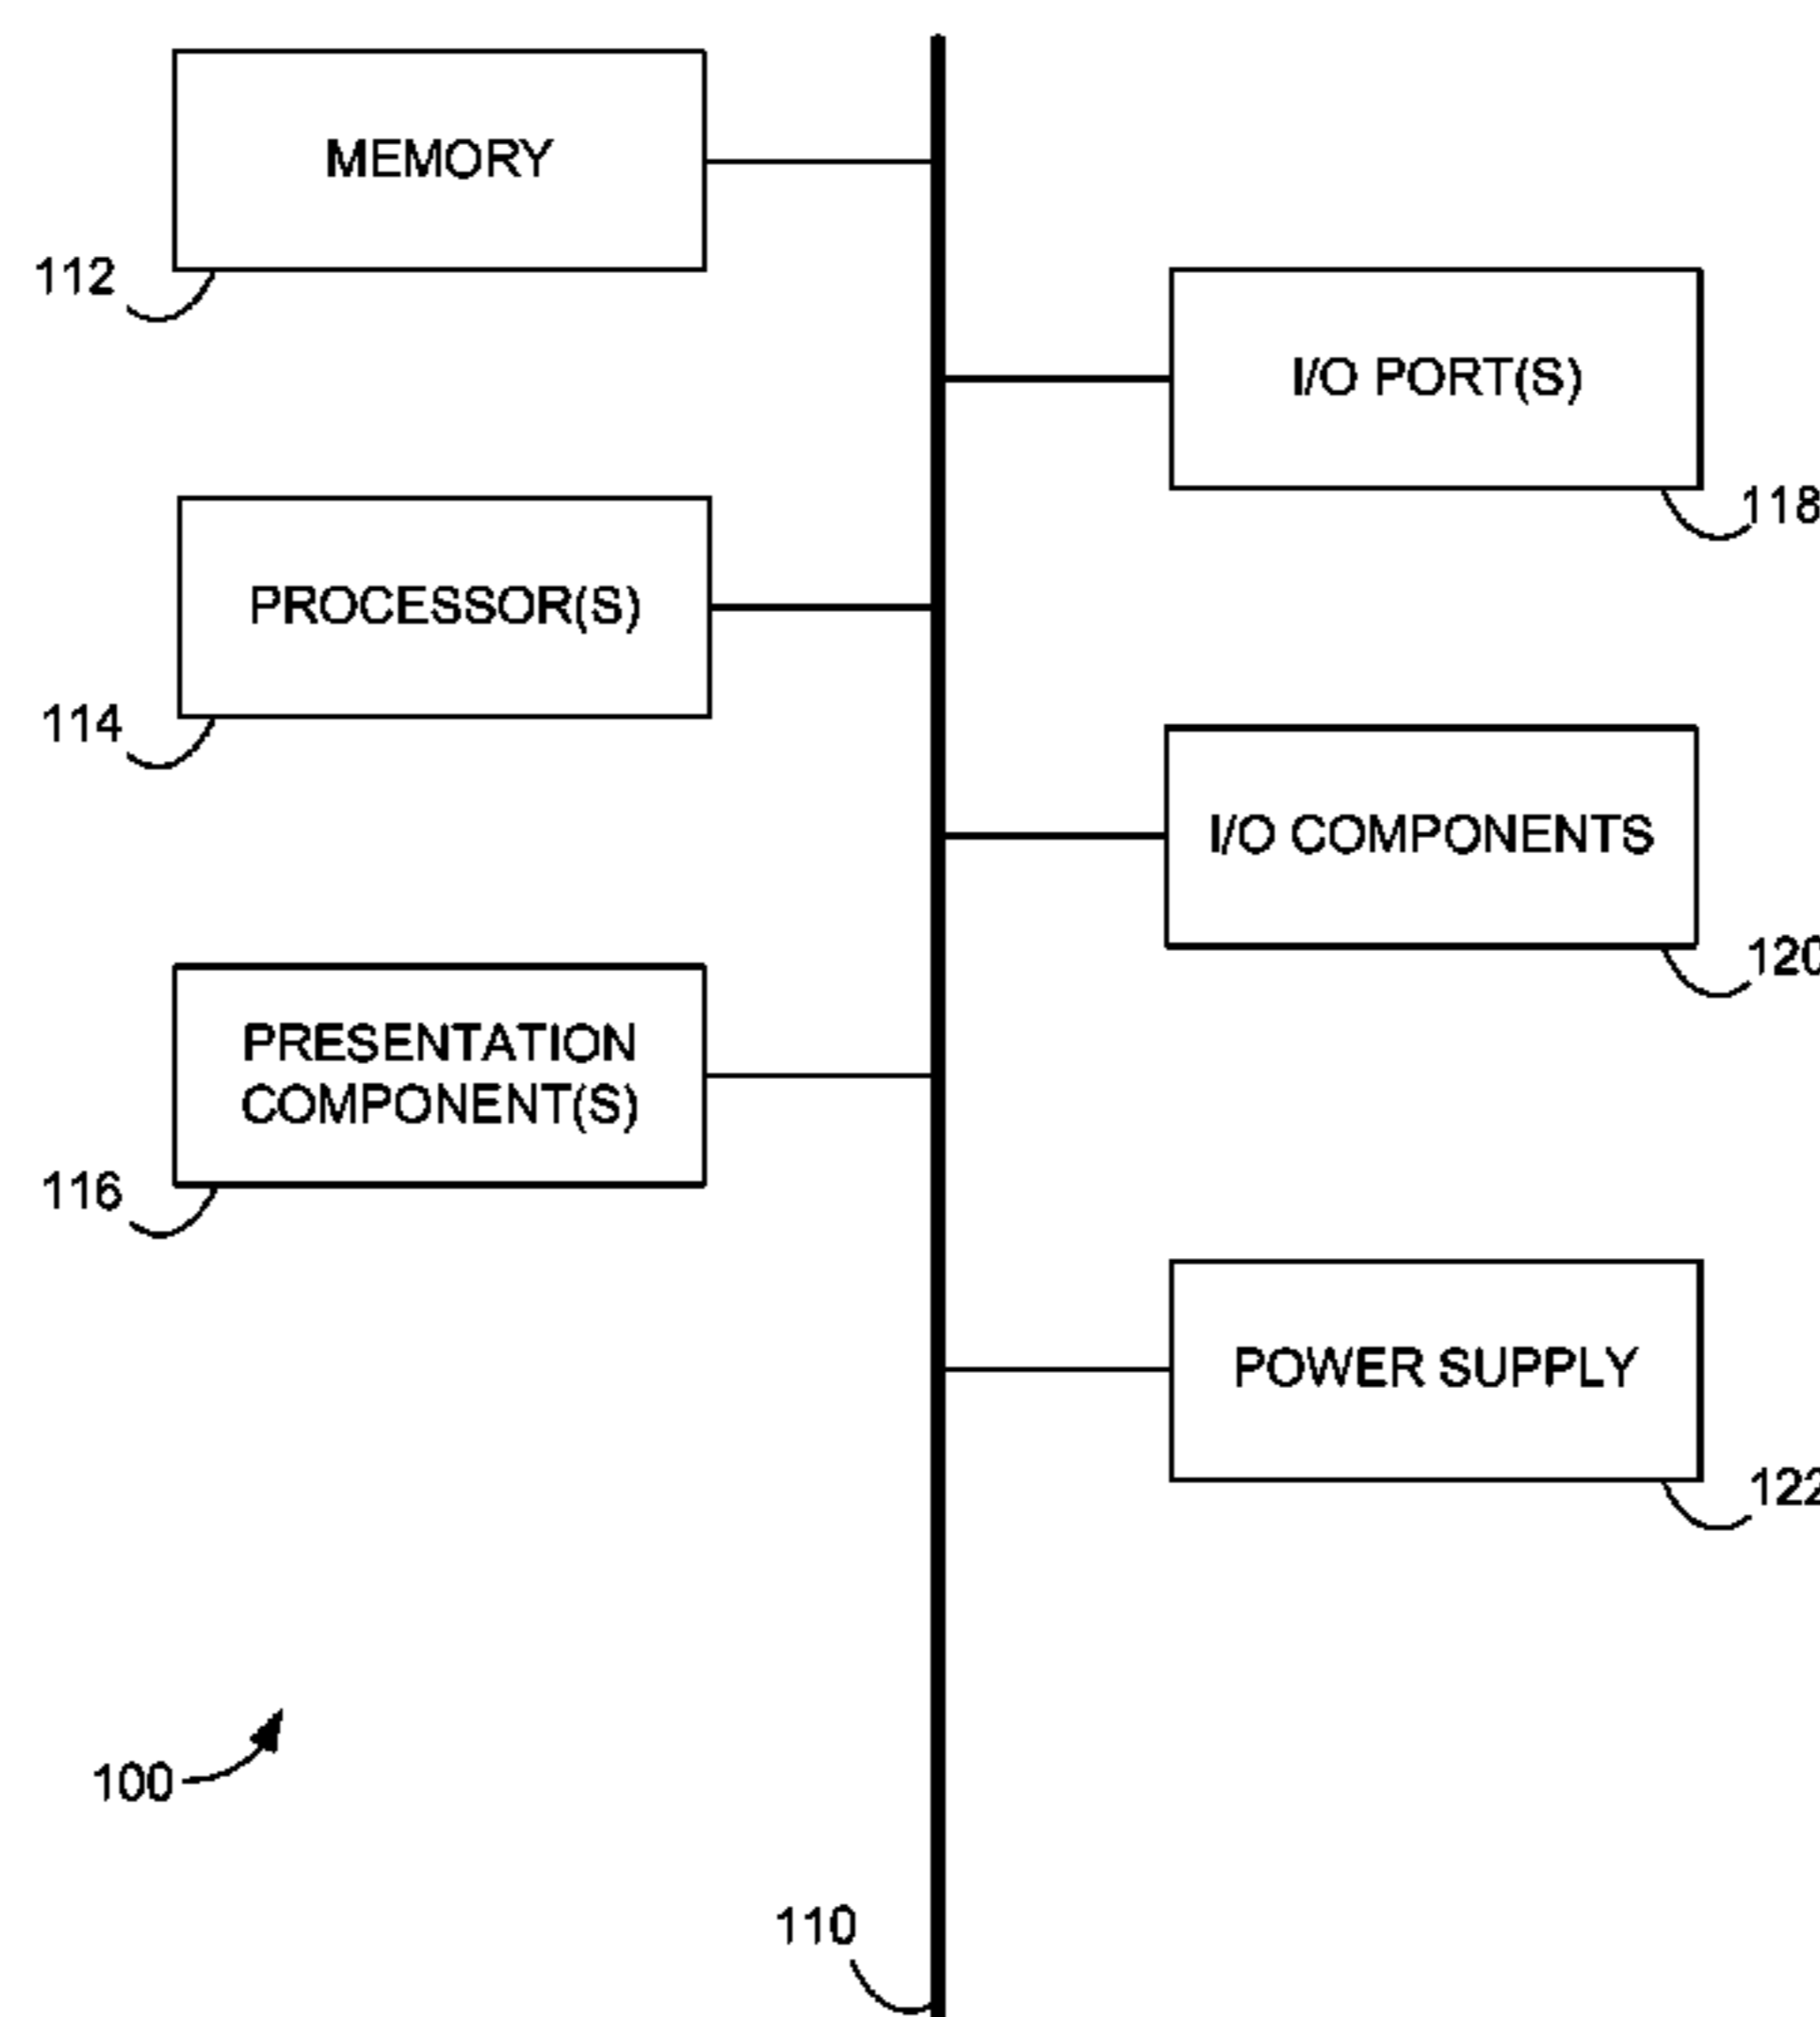 MEMORY
112
I/O PORT(S)
118
PROCESSOR(S)
114
I/O COMPONENTS
120
PRESENTATION
COMPONENT(S)
116
POWER SUPPLY
122
100
110